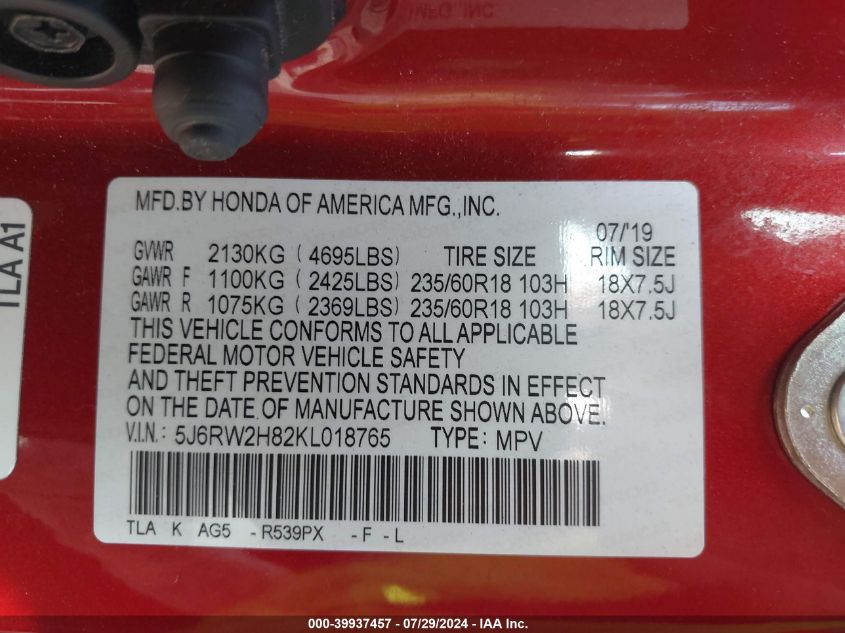 MFG.,INC.
TLA A1
MFD.BY HONDA OF AMERICA MFG.,INC.
07/'19
GVWR 2130KG ( 4695LBS) TIRE SIZE RIM SIZE
GAWR F 1100KG ( 2425LBS) 235/60R18 103H 18X7.5J
GAWR R 1075KG ( 2369LBS) 235/60R18 103H 18X7.5J
THIS VEHICLE CONFORMS TO ALL APPLICABLE
FEDERAL MOTOR VEHICLE SAFETY
AND THEFT PREVENTION STANDARDS IN EFFECT
ON THE DATE OF MANUFACTURE SHOWN ABOVE.
V.I.N.: 5J6RW2H82KL018765 TYPE: MPV
TLA K AG5 -R539PX -F -L
000-39937457 - 07/29/2024 - IAA Inc.